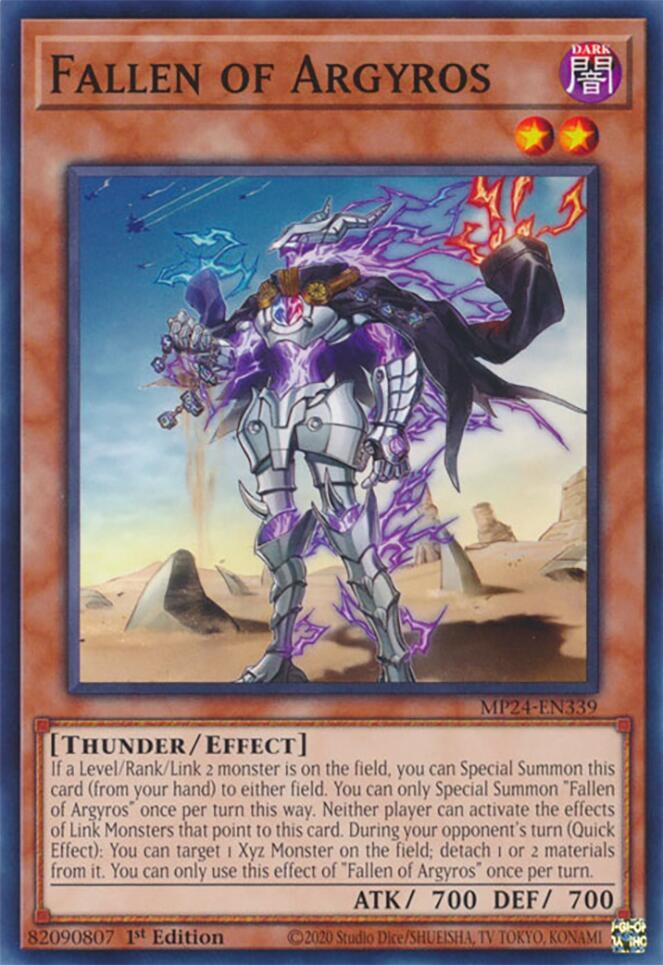 Fallen of Argyros
DARK
闇
MP24-EN339
[Thunder/Effect]
If a Level/Rank/Link 2 monster is on the field, you can Special Summon this
card (from your hand) to either field. You can only Special Summon "Fallen
of Argyros" once per turn this way. Neither player can activate the effects
of Link Monsters that point to this card. During your opponent's turn (Quick
Effect): You can target 1 Xyz Monster on the field; detach 1 or 2 materials
from it. You can only use this effect of "Fallen of Argyros" once per turn.
ATK/ 700 DEF/ 700
82090807 1st Edition ©2020 Studio Dice/SHUEISHA, TV TOKYO, KONAMI